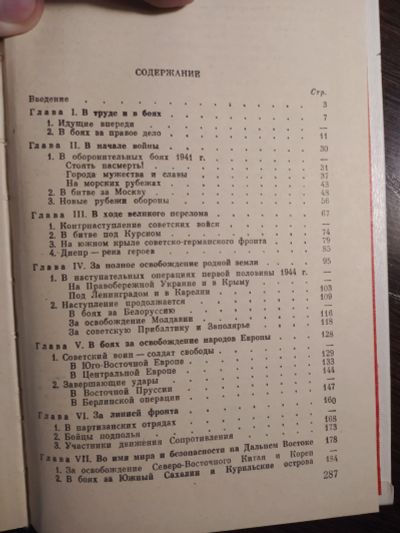 СОДЕРЖАНИЕ
Стр.
Введение 3
Глава I. В труде и в боях 7
1. Идущие впереди —
2. В боях за правое дело 11
Глава II. В начале войны 30
1. В оборонительных боях 1941 г. —
Стоять насмерть! 31
Города мужества и славы 37
На морских рубежах 43
2. В битве за Москву 48
3. Новые рубежи обороны 56
Глава III. В ходе великого перелома 67
1. Контрнаступление советских войск —
2. В битве под Курском 74
3. На южном крыле советско-германского фронта 79
4. Днепр — река героев 85
Глава IV. За полное освобождение родной земли 95
1. В наступательных операциях первой половины 1944 г. —
На Правобережной Украине и в Крыму —
Под Ленинградом и в Карелии 103
2. Наступление продолжается 109
В боях за Белоруссию —
За освобождение Молдавии 116
За советскую Прибалтику и Заполярье 118
Глава V. В боях за освобождение народов Европы 128
1. Советский воин — солдат свободы —
В Юго-Восточной Европе 129
В Центральной Европе 133
2. Завершающие удары 144
В Восточной Пруссии —
В Берлинской операции 147
Глава VI. За линией фронта 160
1. В партизанских отрядах —
2. Бойцы подполья 168
3. Участники движения Сопротивления 173
Глава VII. Во имя мира и безопасности на Дальнем Востоке 178
1. За освобождение Северо-Восточного Китая и Кореи —
2. В боях за Южный Сахалин и Курильские острова 184
287